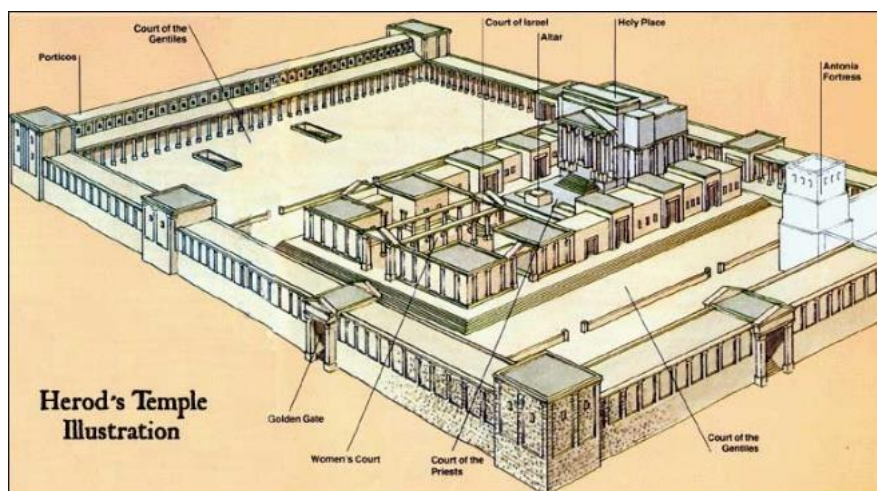 Court of the
Gentiles
Porticos
Court of Israel
Altar
Holy Place
Antonia
Fortress
Herod's Temple
Illustration
Golden Gate
Women's Court
Court of the
Priests
Court of the
Gentiles